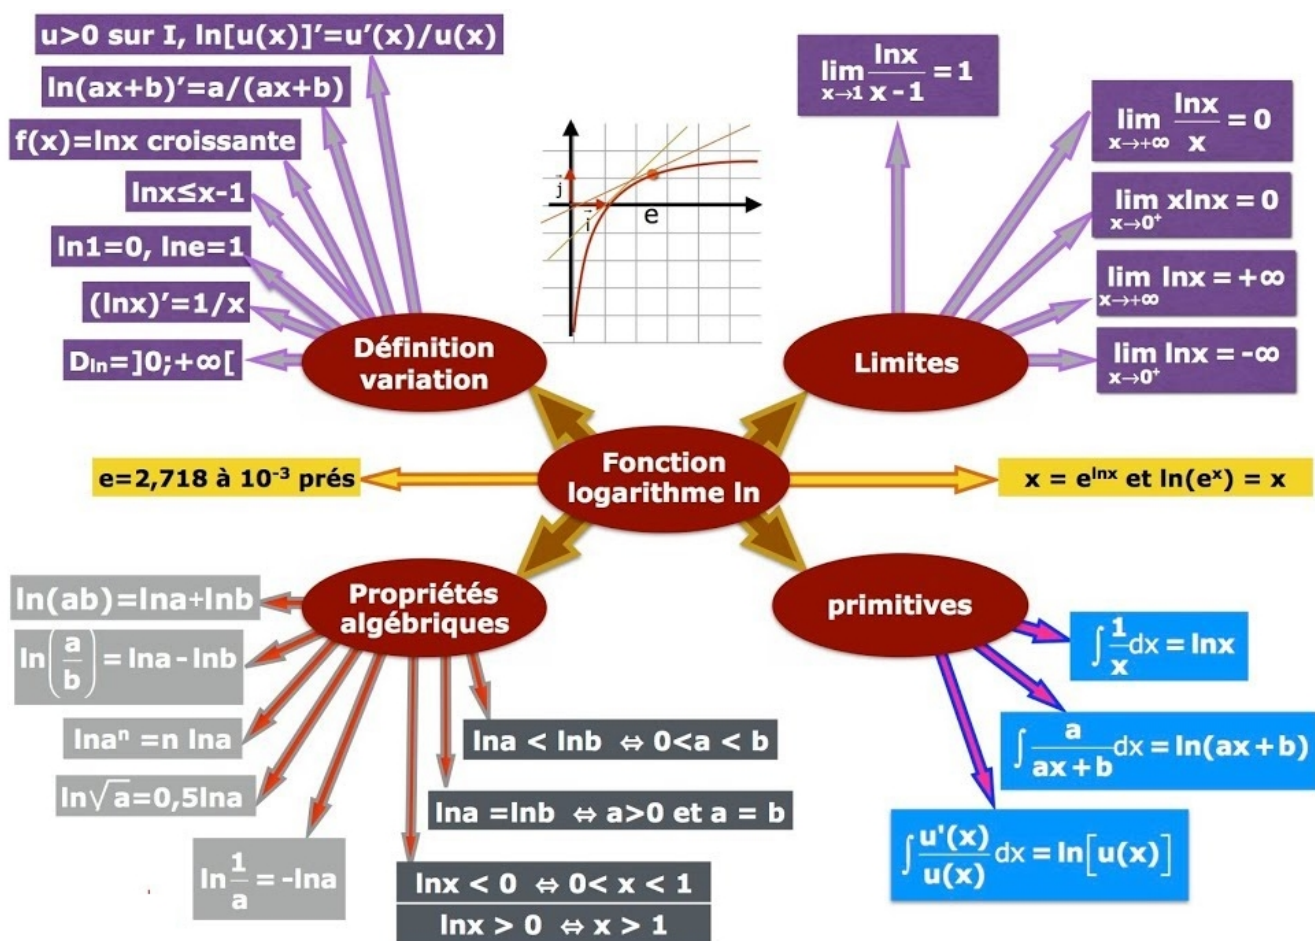 u>0 sur I, ln[u(x)]'=u'(x)/u(x)
ln(ax+b)'=a/(ax+b)
f(x)=lnx croissante
lnx≤x-1
ln1=0, lne=1
(lnx)'=1/x
Dln=]0;+∞[
Définition
variation
j
i
e
lim x→1 lnx/x-1 = 1
lim x→+∞ lnx/x = 0
lim x→0⁺ xlnx = 0
lim x→+∞ lnx = +∞
lim x→0⁺ lnx = -∞
Limites
Fonction
logarithme ln
e=2,718 à 10⁻³ prés
x = e^lnx et ln(e^x) = x
Propriétés
algébriques
ln(ab)=lna+lnb
ln(a/b) = lna-lnb
lnaⁿ =n lna
ln√a=0,5lna
ln 1/a = -lna
lna < lnb ⇔ 0<a < b
lna =lnb ⇔ a>0 et a = b
lnx < 0 ⇔ 0< x < 1
lnx > 0 ⇔ x > 1
primitives
∫ 1/x dx = lnx
∫ a/ax+b dx = ln(ax+b)
∫ u'(x)/u(x) dx = ln[u(x)]